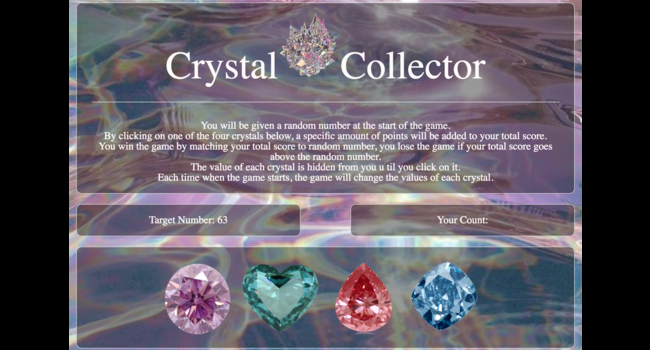 Crystal Collector
You will be given a random number at the start of the game.
By clicking on one of the four crystals below, a specific amount of points will be added to your total score.
You win the game by matching your total score to random number, you lose the game if your total score goes
above the random number.
The value of each crystal is hidden from you u til you click on it.
Each time when the game starts, the game will change the values of each crystal.
Target Number: 63
Your Count: